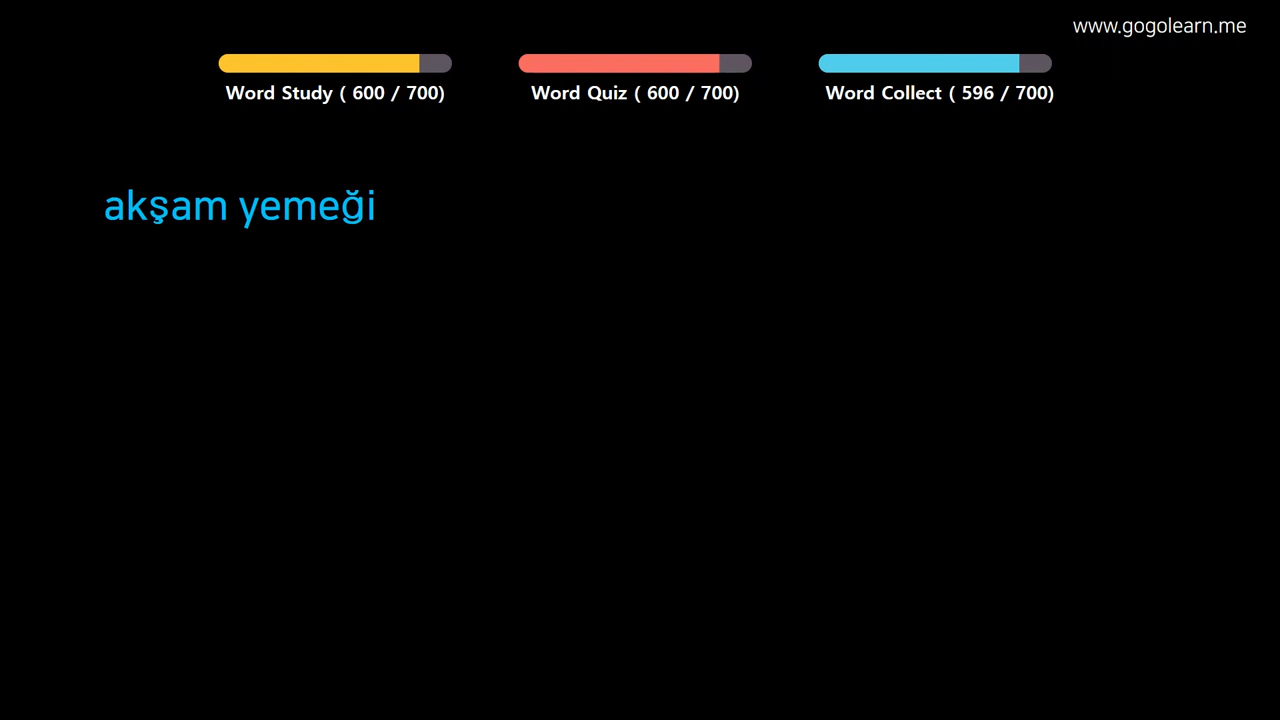 www.gogolearn.me
Word Study ( 600 / 700)
Word Quiz ( 600 / 700)
Word Collect ( 596 / 700)
akşam yemeği